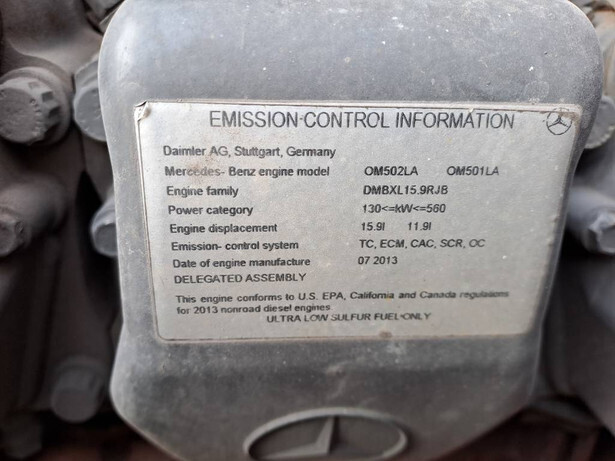 EMISSION CONTROL INFORMATION
Daimler AG, Stuttgart, Germany
Mercedes- Benz engine model OM502LA OM501LA
Engine family DMBXL15.9RJB
Power category 130<=kW<=560
Engine displacement 15.9l 11.9l
Emission- control system TC, ECM, CAC, SCR, OC
Date of engine manufacture 07 2013
DELEGATED ASSEMBLY
This engine conforms to U.S. EPA, California and Canada regulations
for 2013 nonroad diesel engines
ULTRA LOW SULFUR FUEL ONLY